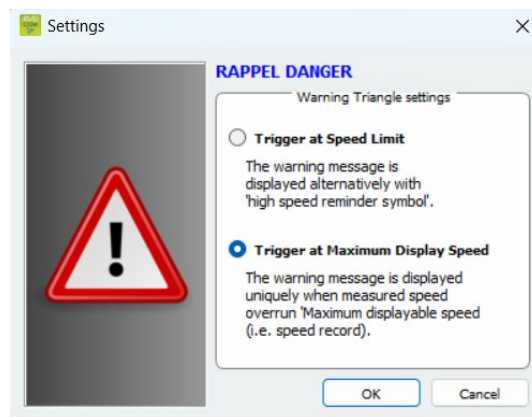 Settings
RAPPEL DANGER
Warning Triangle settings
Trigger at Speed Limit
The warning message is
displayed alternatively with
'high speed reminder symbol'.
Trigger at Maximum Display Speed
The warning message is displayed
uniquely when measured speed
overrun 'Maximum displayable speed
(i.e. speed record).
OK
Cancel